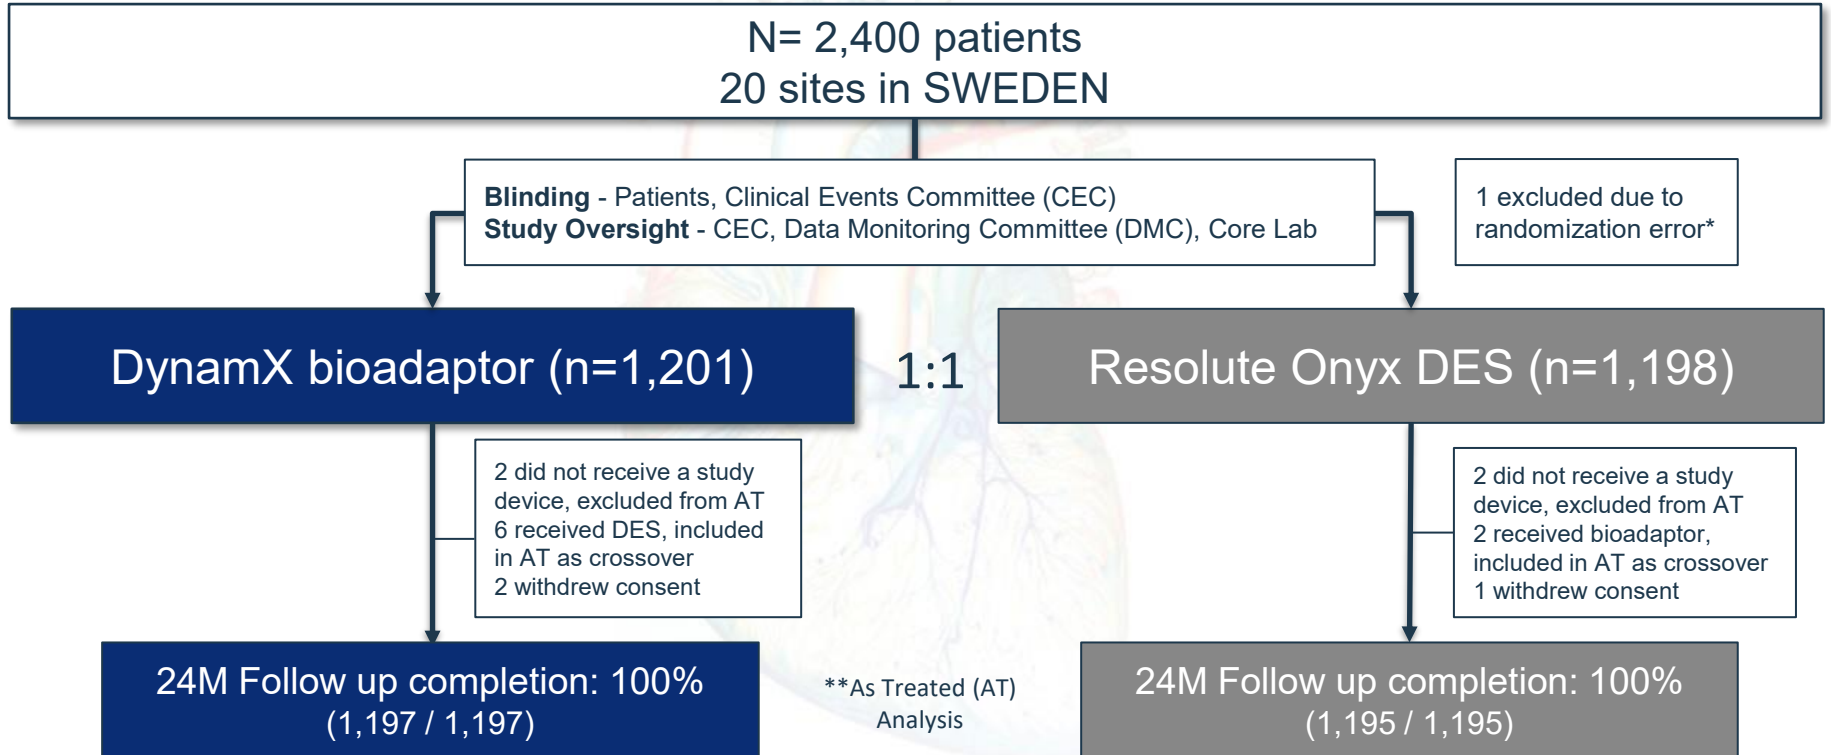 N= 2,400 patients
20 sites in SWEDEN
Blinding - Patients, Clinical Events Committee (CEC)
Study Oversight - CEC, Data Monitoring Committee (DMC), Core Lab
1 excluded due to
randomization error*
DynamX bioadaptor (n=1,201)
1:1
Resolute Onyx DES (n=1,198)
2 did not receive a study
device, excluded from AT
6 received DES, included
in AT as crossover
2 withdrew consent
2 did not receive a study
device, excluded from AT
2 received bioadaptor,
included in AT as crossover
1 withdrew consent
24M Follow up completion: 100%
(1,197 / 1,197)
**As Treated (AT)
Analysis
24M Follow up completion: 100%
(1,195 / 1,195)